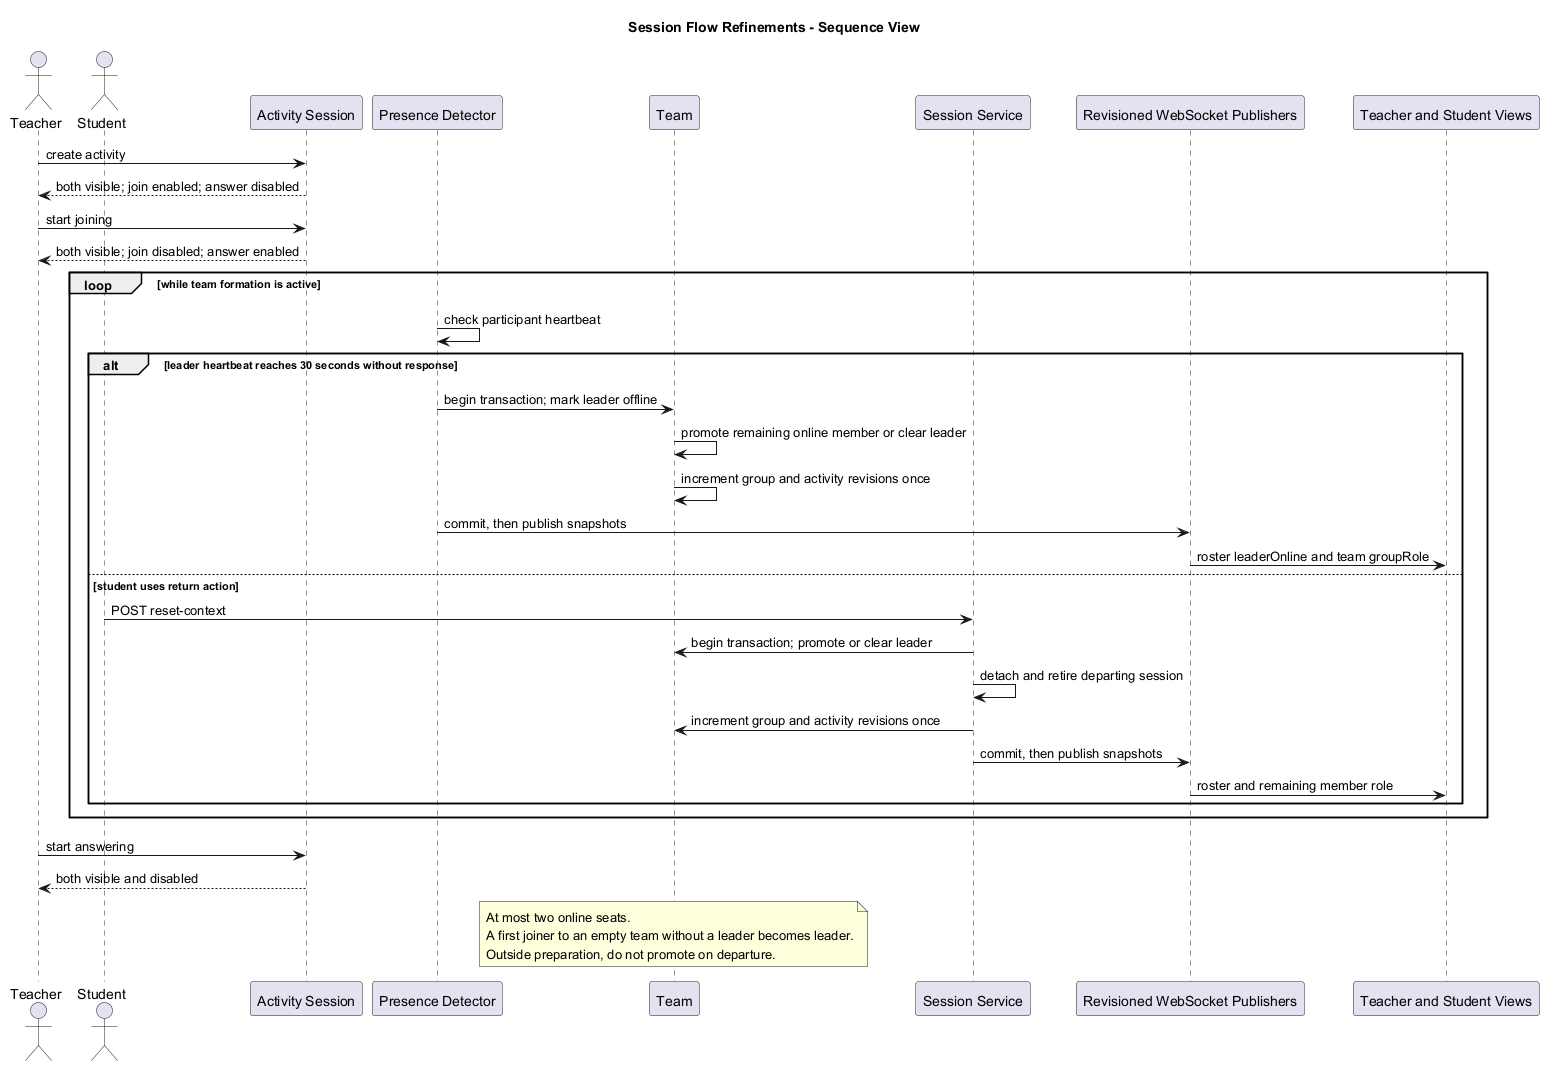 Session Flow Refinements - Sequence View
Teacher
Student
Activity Session
Presence Detector
Team
Session Service
Revisioned WebSocket Publishers
Teacher and Student Views
create activity
both visible; join enabled; answer disabled
start joining
both visible; join disabled; answer enabled
loop
[while team formation is active]
check participant heartbeat
alt
[leader heartbeat reaches 30 seconds without response]
begin transaction; mark leader offline
promote remaining online member or clear leader
increment group and activity revisions once
commit, then publish snapshots
roster leaderOnline and team groupRole
[student uses return action]
POST reset-context
begin transaction; promote or clear leader
detach and retire departing session
increment group and activity revisions once
commit, then publish snapshots
roster and remaining member role
start answering
both visible and disabled
At most two online seats.
A first joiner to an empty team without a leader becomes leader.
Outside preparation, do not promote on departure.
Teacher
Student
Activity Session
Presence Detector
Team
Session Service
Revisioned WebSocket Publishers
Teacher and Student Views